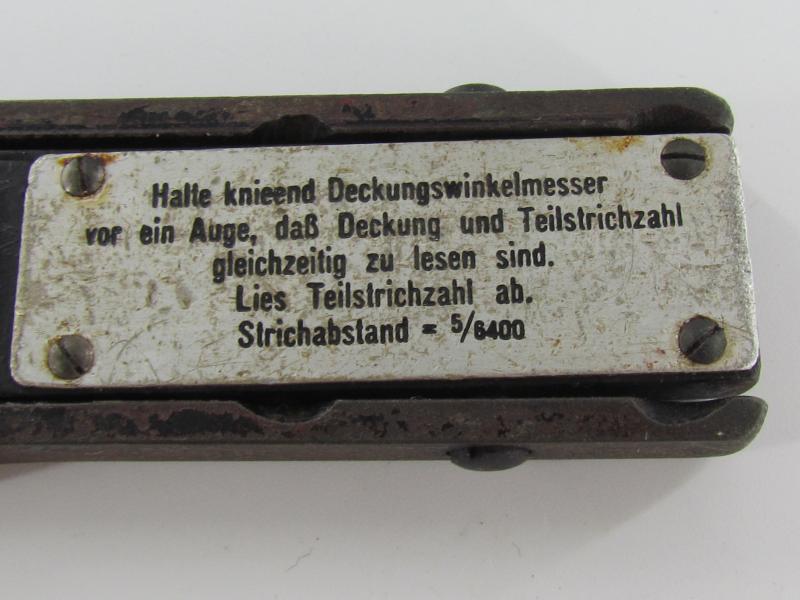 Halte knieend Deckungswinkelmesser
vor ein Auge, daß Deckung und Teilstrichzahl
gleichzeitig zu lesen sind.
Lies Teilstrichzahl ab.
Strichabstand = 5/6400